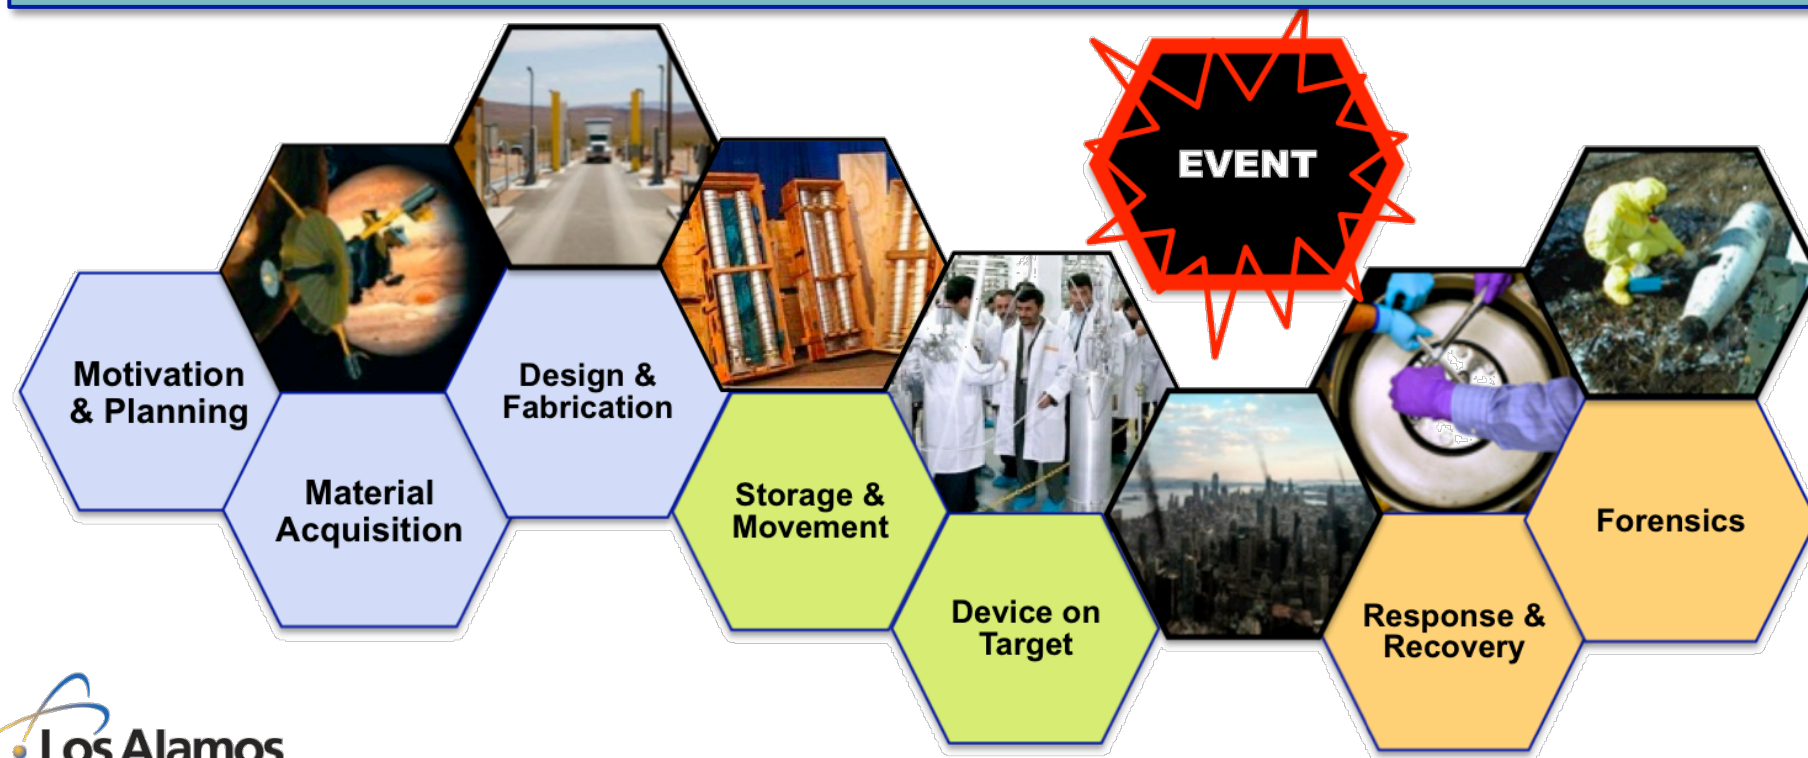 EVENT
Motivation
& Planning
Material
Acquisition
Design &
Fabrication
Storage &
Movement
Device on
Target
Response &
Recovery
Forensics
Los Alamos